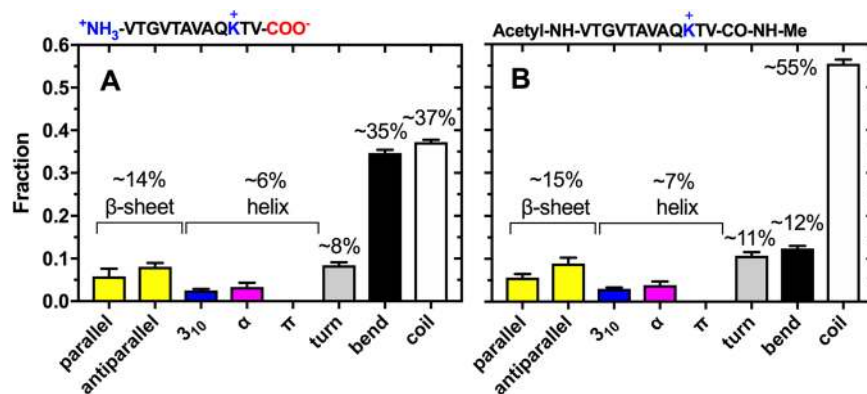 ⁺NH₃-VTGVTAVAQK⁺TV-COO⁻
Acetyl-NH-VTGVTAVAQK⁺TV-CO-NH-Me
Fraction
0.6
0.5
0.4
0.3
0.2
0.1
0.0
A
~14%
β-sheet
~6%
helix
~8%
~35%
~37%
parallel
antiparallel
3₁₀
α
π
turn
bend
coil
B
~15%
β-sheet
~7%
helix
~11%
~12%
~55%
parallel
antiparallel
3₁₀
α
π
turn
bend
coil